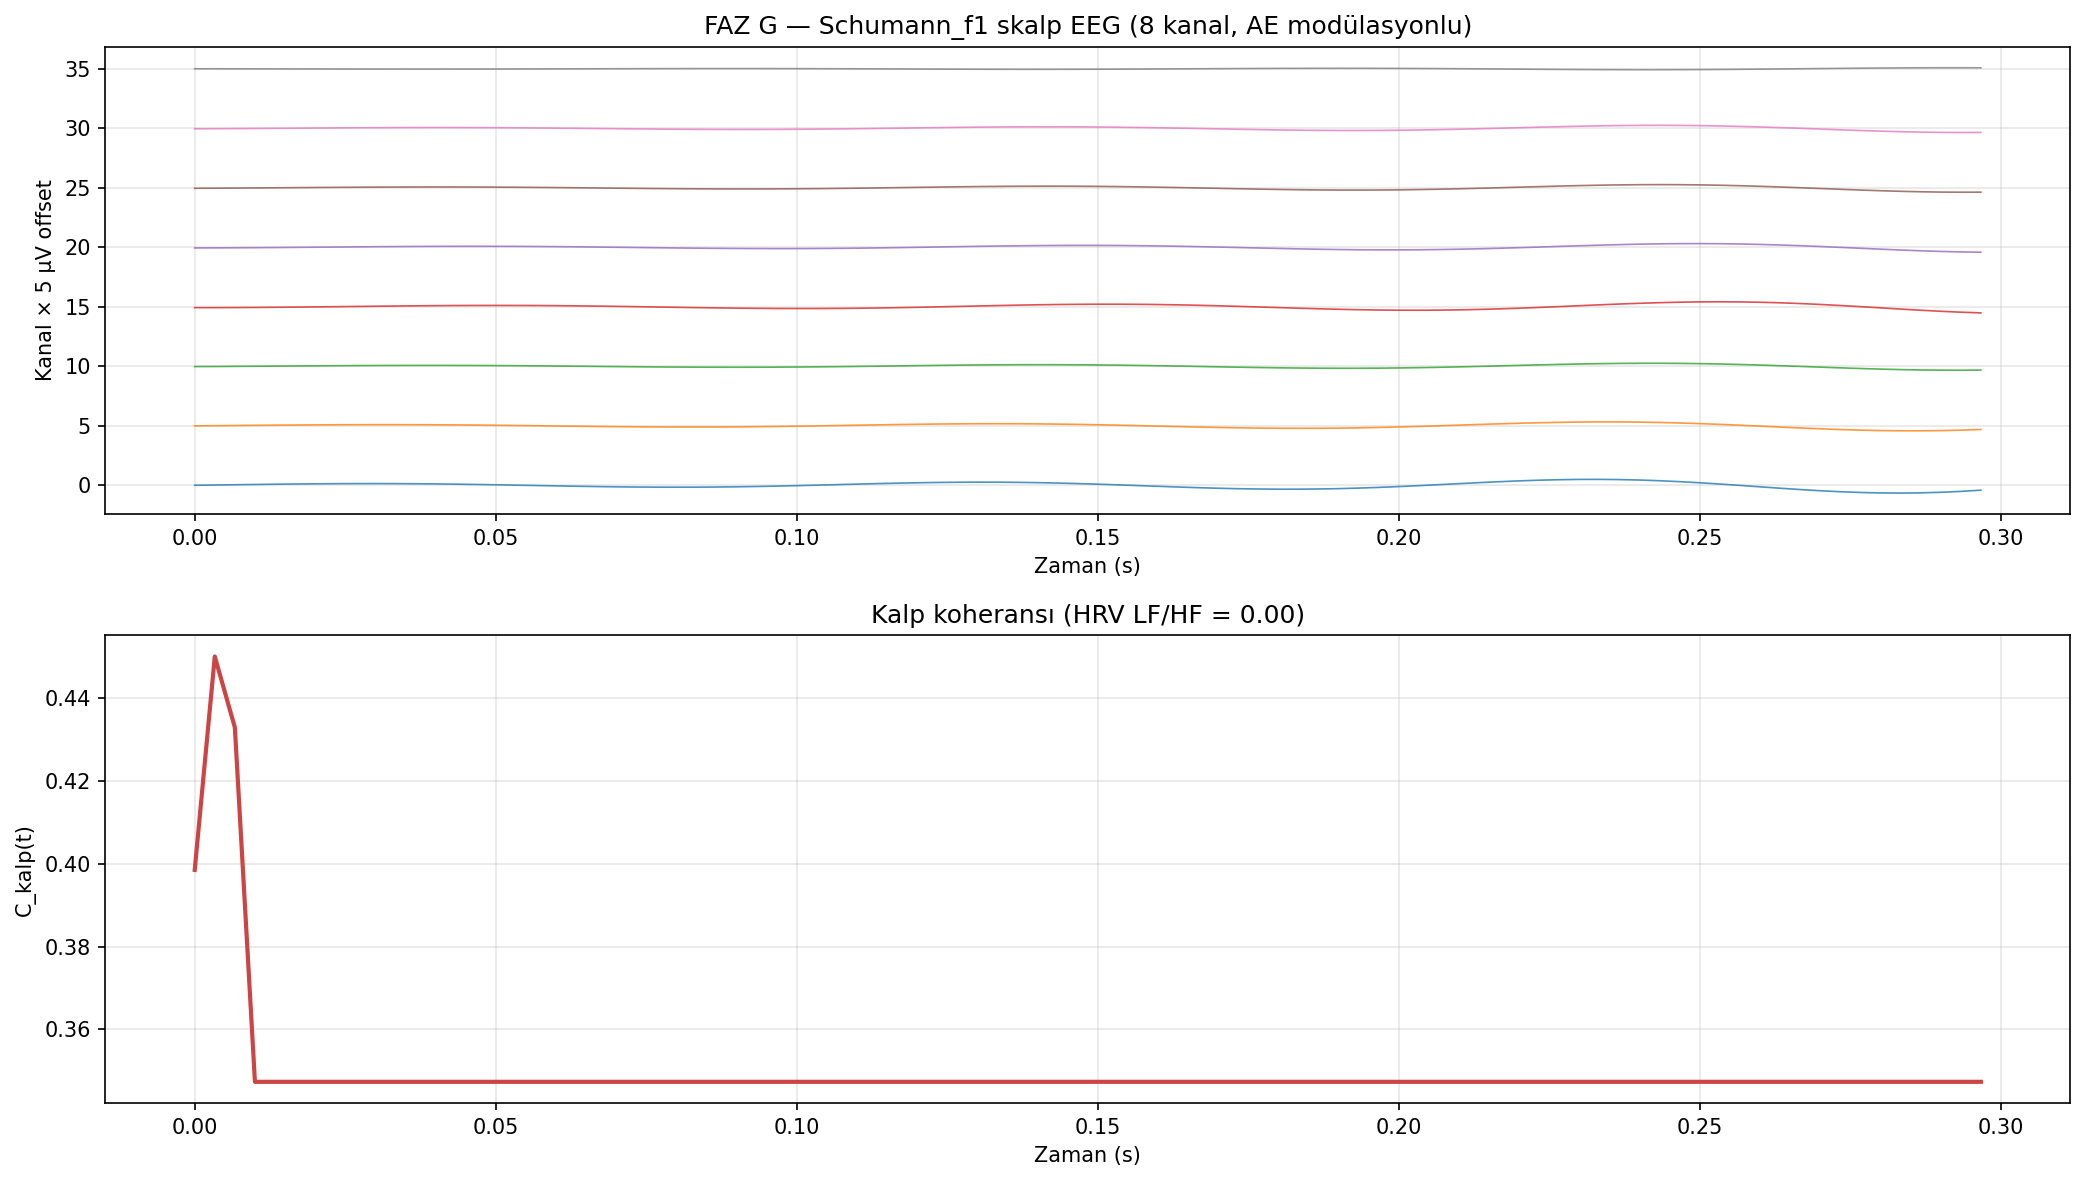 FAZ G — Schumann_f1 skalp EEG (8 kanal, AE modülasyonlu)
Kanal × 5 µV offset
35
30
25
20
15
10
5
0
0.00 0.05 0.10 0.15 0.20 0.25 0.30
Zaman (s)
Kalp koheransı (HRV LF/HF = 0.00)
C_kalp(t)
0.44
0.42
0.40
0.38
0.36
0.00 0.05 0.10 0.15 0.20 0.25 0.30
Zaman (s)